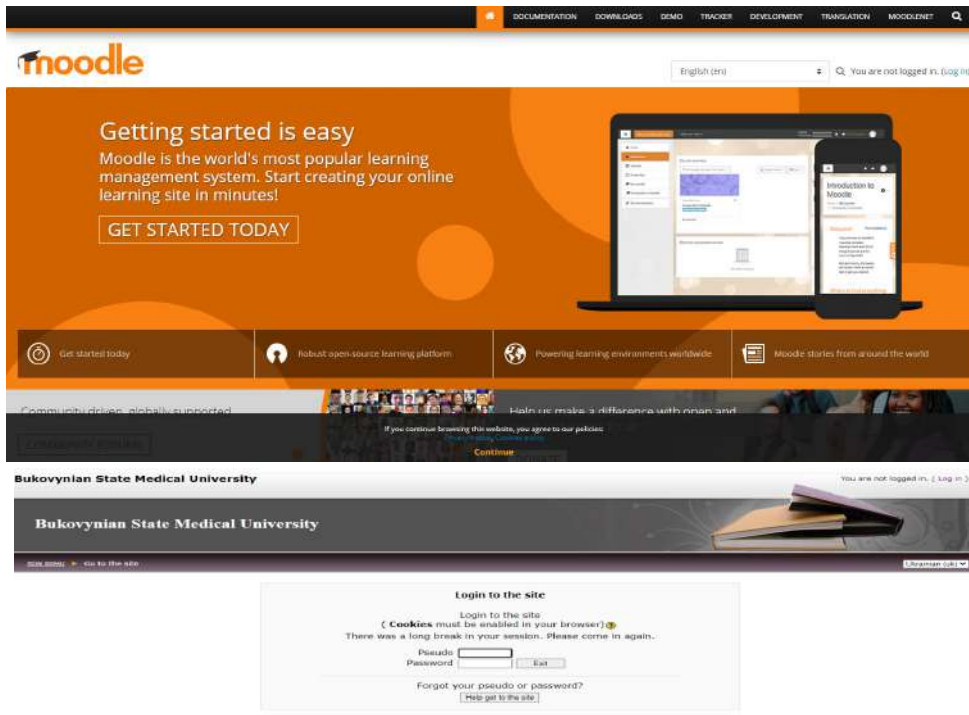 DOCUMENTATION DOWNLOADS DEMO TRACKER DEVELOPMENT TRANSLATION MOODLENET
moodle
English (en) You are not logged in. (Log in)
Getting started is easy
Moodle is the world's most popular learning
management system. Start creating your online
learning site in minutes!
GET STARTED TODAY
Introduction to
Moodle
Get started today
Robust open-source learning platform
Powering learning environments worldwide
Moodle stories from around the world
Community driven, globally supported
Help us make a difference with open and
If you continue browsing this website, you agree to our policies:
Continue
Bukovynian State Medical University
You are not logged in. ( Log in )
Bukovynian State Medical University
Go to the site
Ukrainian (uk)
Login to the site
Login to the site
( Cookies must be enabled in your browser)
There was a long break in your session. Please come in again.
Pseudo
Password Exit
Forgot your pseudo or password?
Help get to the site